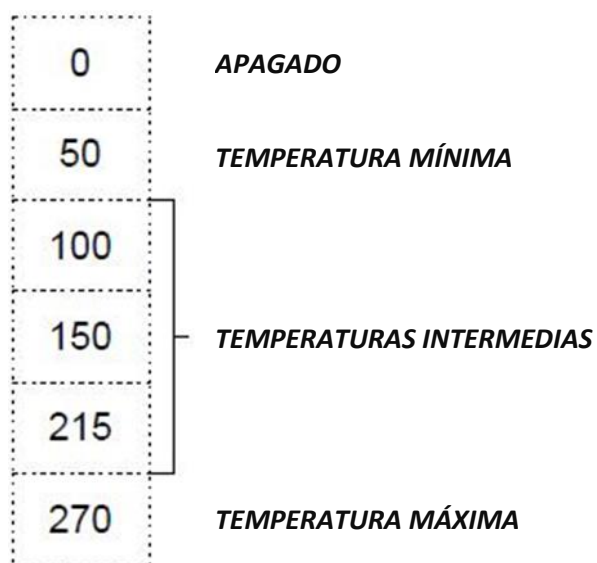 0 APAGADO
50 TEMPERATURA MÍNIMA
100
150 TEMPERATURAS INTERMEDIAS
215
270 TEMPERATURA MÁXIMA